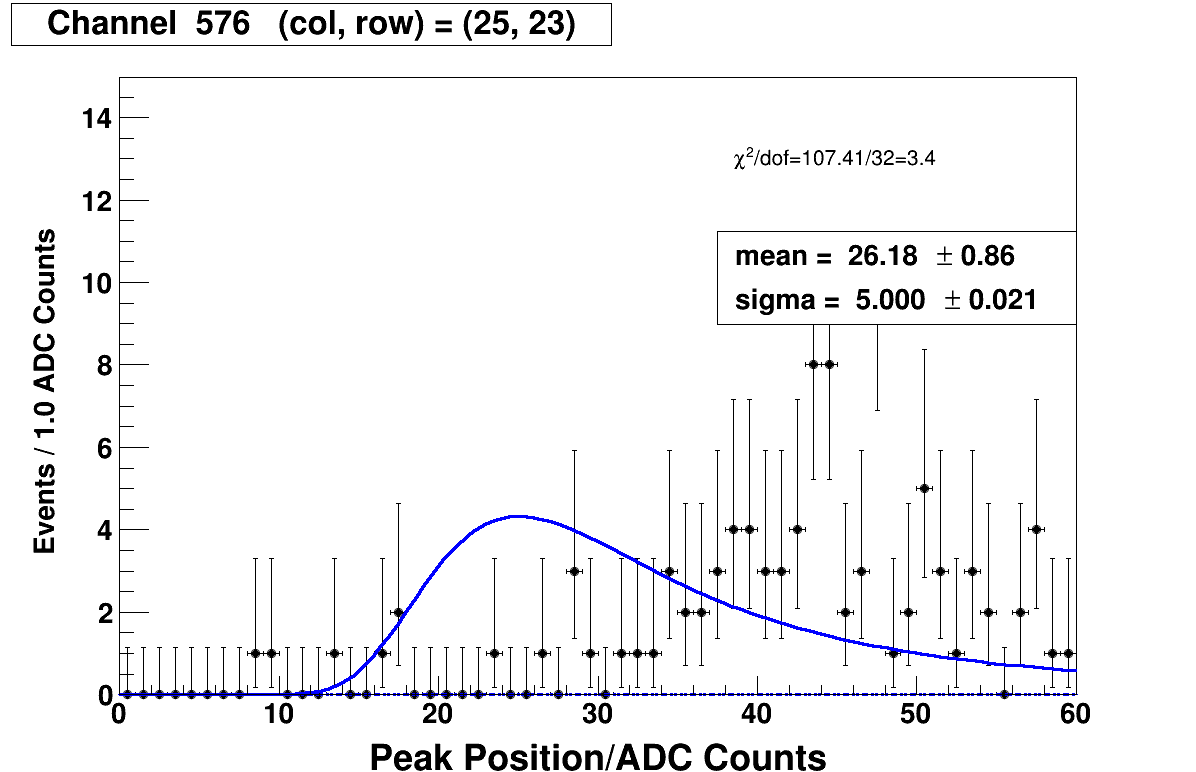 Channel 576 (col, row) = (25, 23)
14
12
10
8
6
4
2
0
Events / 1.0 ADC Counts
χ²/dof=107.41/32=3.4
mean = 26.18 ± 0.86
sigma = 5.000 ± 0.021
0 10 20 30 40 50 60
Peak Position/ADC Counts